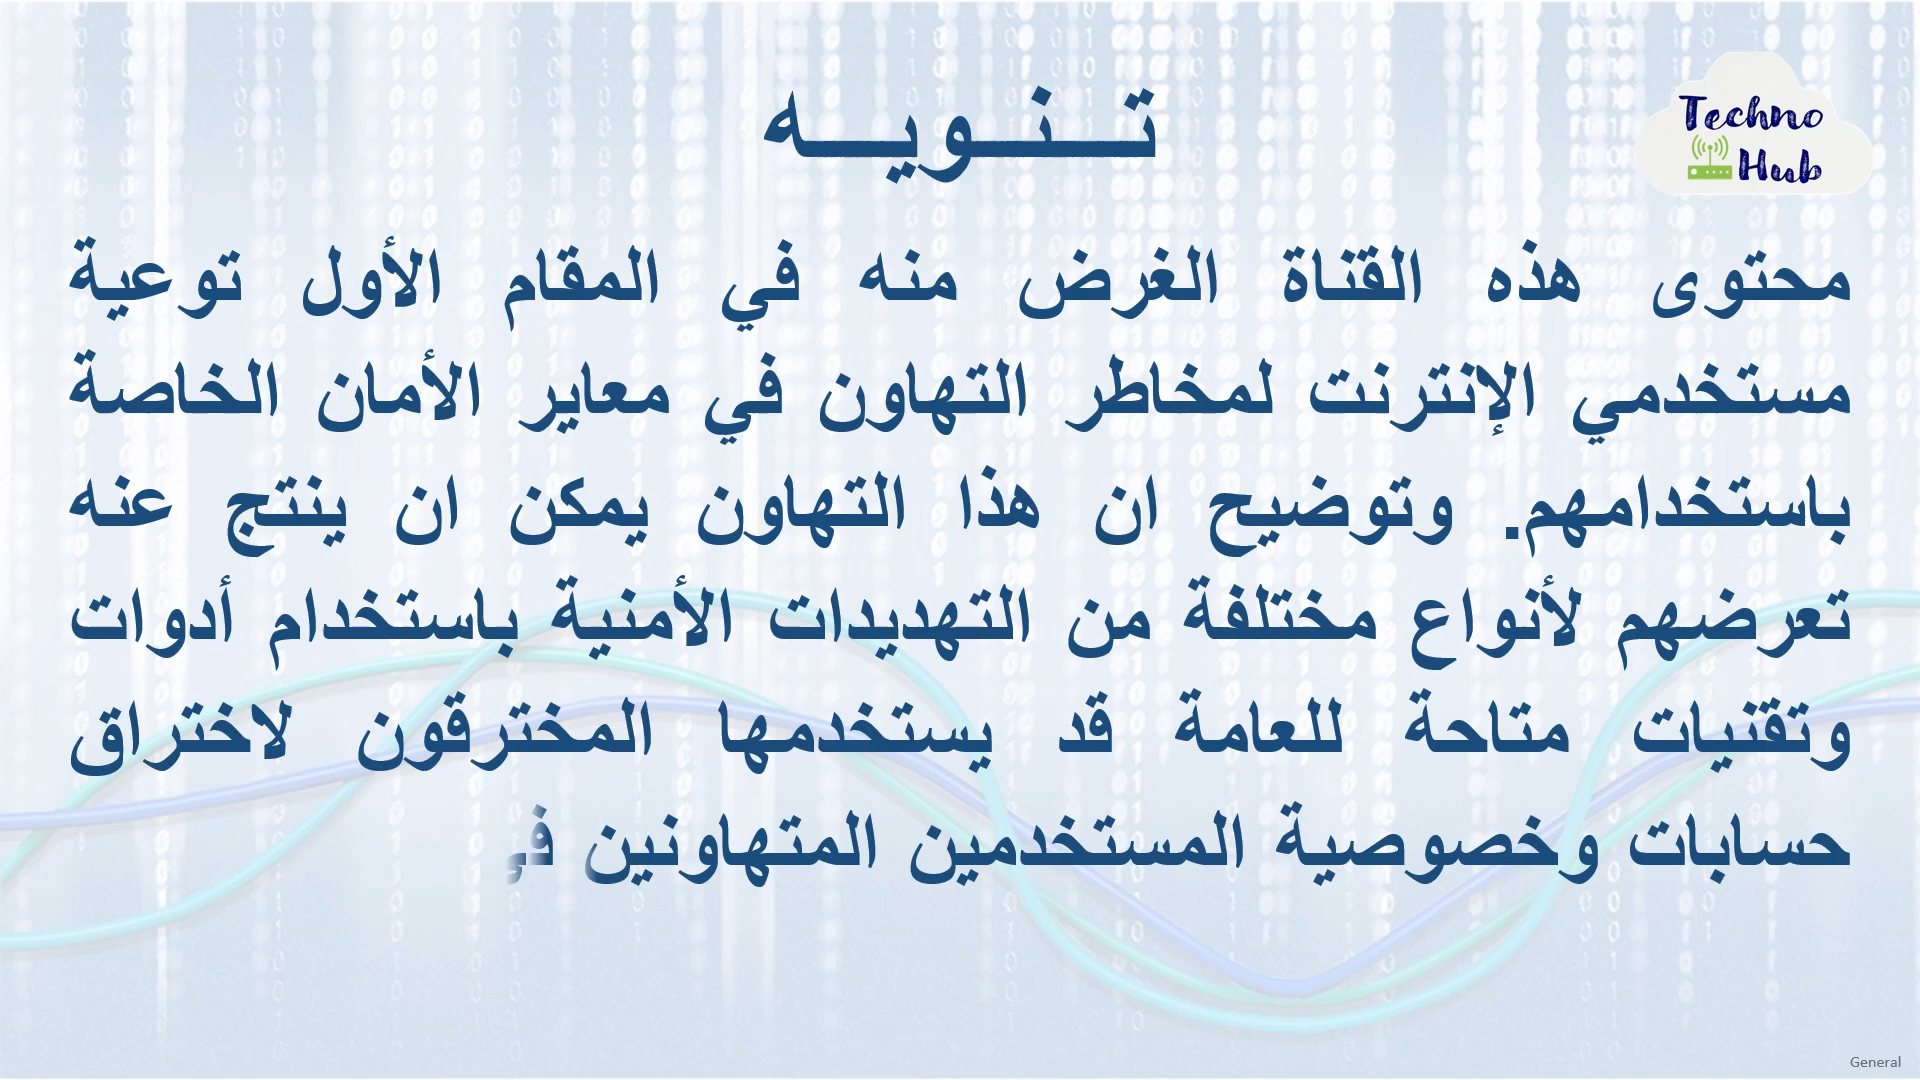 تـــنـــويـــه
Techno
Hub
محتوى هذه القناة الغرض منه في المقام الأول توعية
مستخدمي الإنترنت لمخاطر التهاون في معاير الأمان الخاصة
باستخدامهم. وتوضيح ان هذا التهاون يمكن ان ينتج عنه
تعرضهم لأنواع مختلفة من التهديدات الأمنية باستخدام أدوات
وتقنيات متاحة للعامة قد يستخدمها المخترقون لاختراق
حسابات وخصوصية المستخدمين المتهاونين في
General